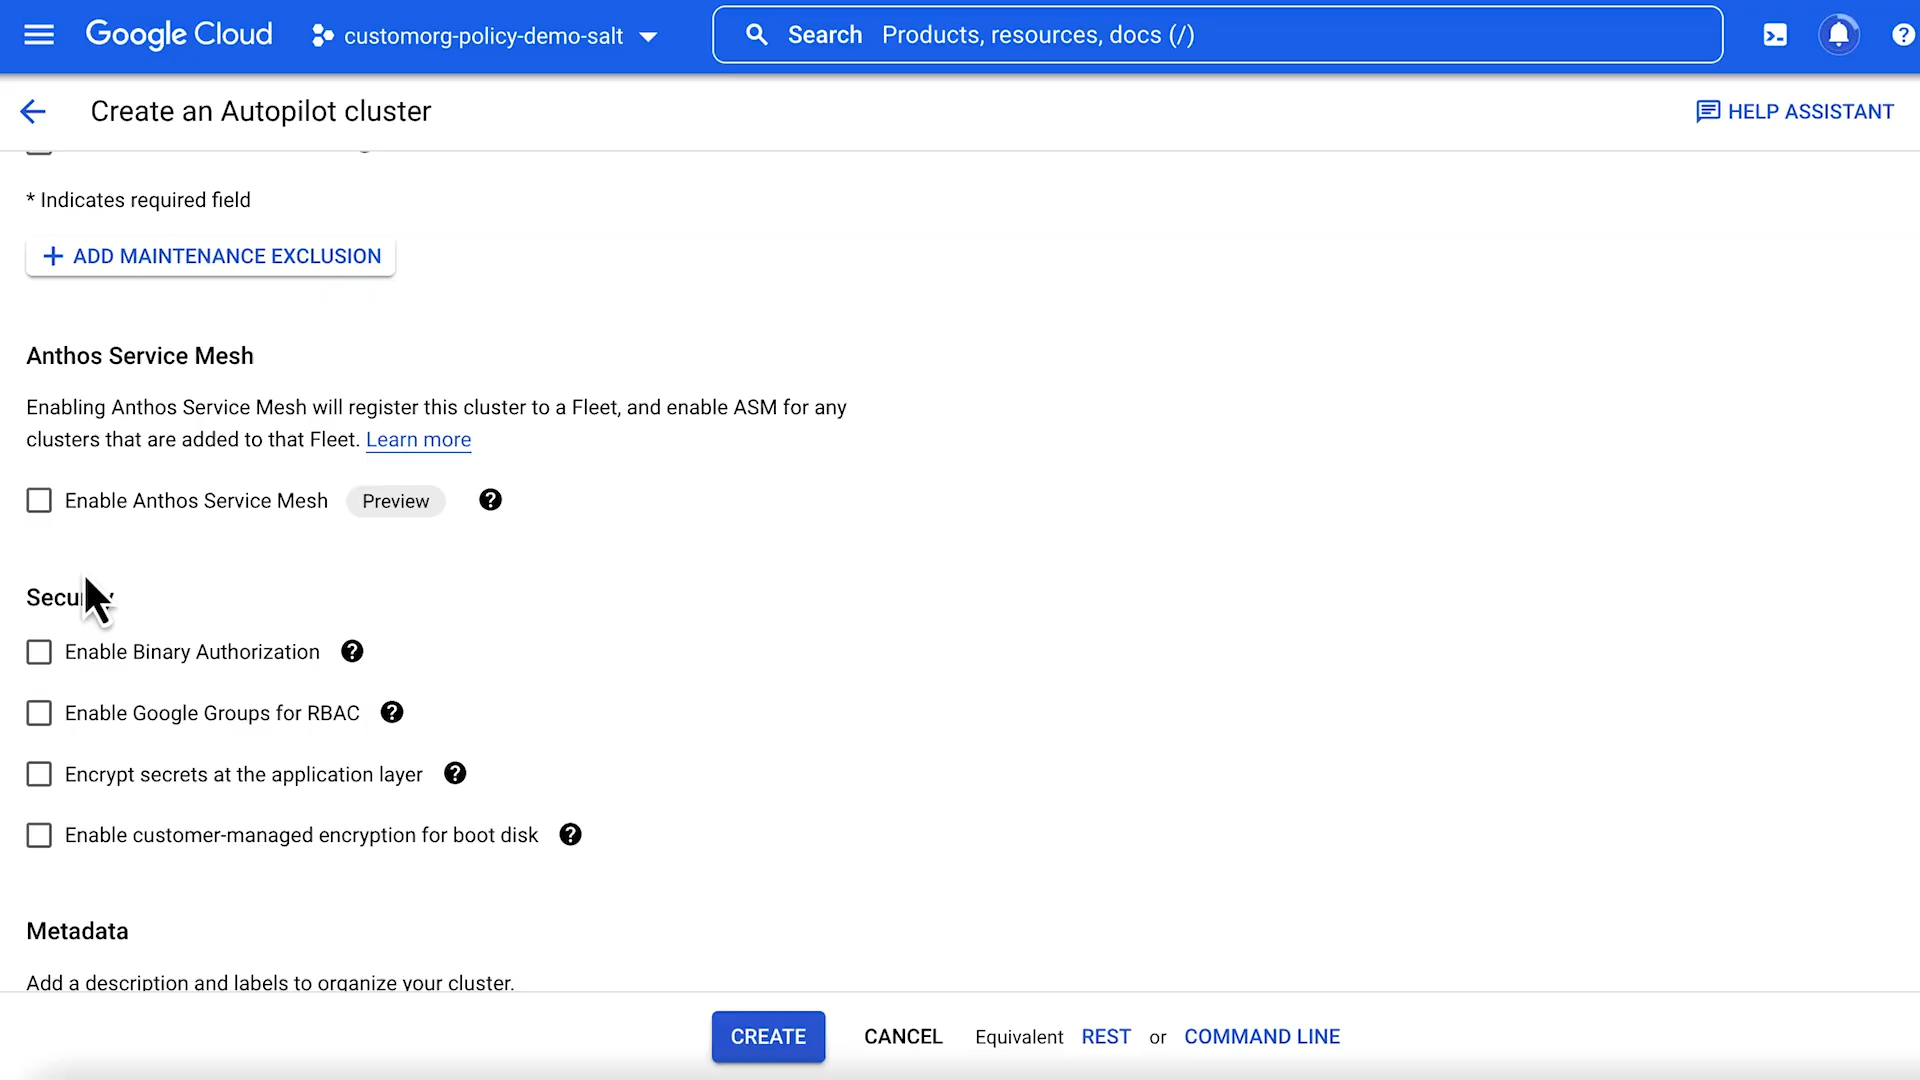 Google Cloud
customorg-policy-demo-salt
Search Products, resources, docs (/)
Create an Autopilot cluster
HELP ASSISTANT
* Indicates required field
+ ADD MAINTENANCE EXCLUSION
Anthos Service Mesh
Enabling Anthos Service Mesh will register this cluster to a Fleet, and enable ASM for any
clusters that are added to that Fleet. Learn more
Enable Anthos Service Mesh Preview
Security
Enable Binary Authorization
Enable Google Groups for RBAC
Encrypt secrets at the application layer
Enable customer-managed encryption for boot disk
Metadata
Add a description and labels to organize your cluster.
CREATE CANCEL Equivalent REST or COMMAND LINE